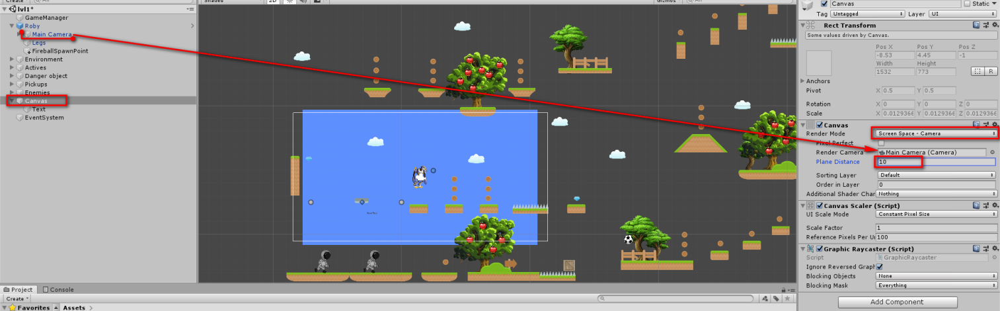 Create
All
Shaded
2D
Gizmos
All
Canvas
Static
Tag Untagged Layer UI
lvl1*
GameManager
Roby
Main Camera
Legs
FireballSpawnPoint
Environment
Actives
Danger object
Pickups
Enemies
Canvas
Text
EventSystem
Rect Transform
Some values driven by Canvas.
Pos X Pos Y Pos Z
-8.53 4.45 -1
Width Height
1532 773
R
Anchors
Pivot X 0.5 Y 0.5
Rotation X 0 Y 0 Z 0
Scale X 0.0129366 Y 0.0129366 Z 0.0129366
Canvas
Render Mode Screen Space - Camera
Pixel Perfect
Render Camera Main Camera (Camera)
Plane Distance 10
Sorting Layer Default
Order in Layer 0
Additional Shader Chan Nothing
Canvas Scaler (Script)
UI Scale Mode Constant Pixel Size
Scale Factor 1
Reference Pixels Per U 100
Graphic Raycaster (Script)
Script GraphicRaycaster
Ignore Reversed Graph
Blocking Objects None
Blocking Mask Everything
Add Component
Project Console
Create
Favorites Assets